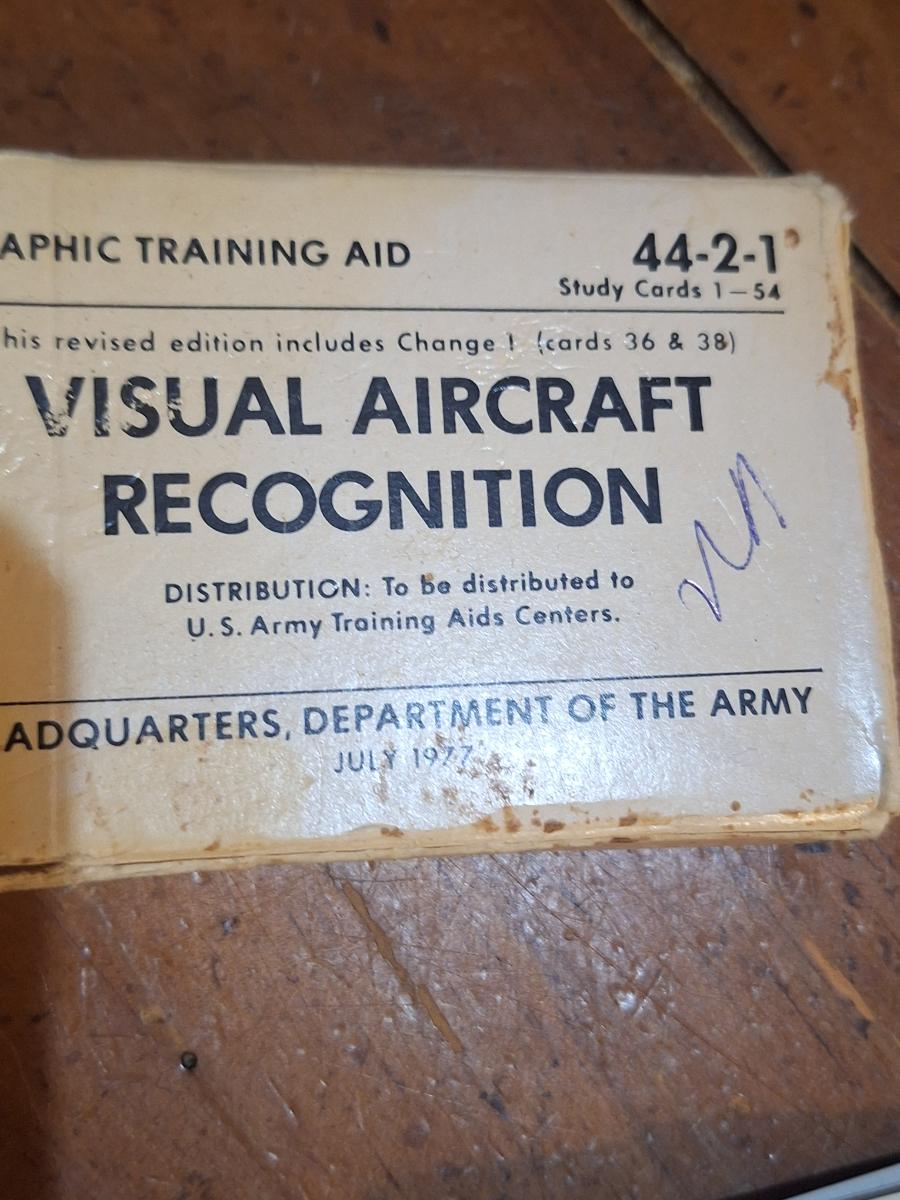 APHIC TRAINING AID
44-2-1
Study Cards 1-54
his revised edition includes Change 1 (cards 36 & 38)
VISUAL AIRCRAFT
RECOGNITION
DISTRIBUTION: To be distributed to
U.S. Army Training Aids Centers.
ADQUARTERS, DEPARTMENT OF THE ARMY
JULY 1977